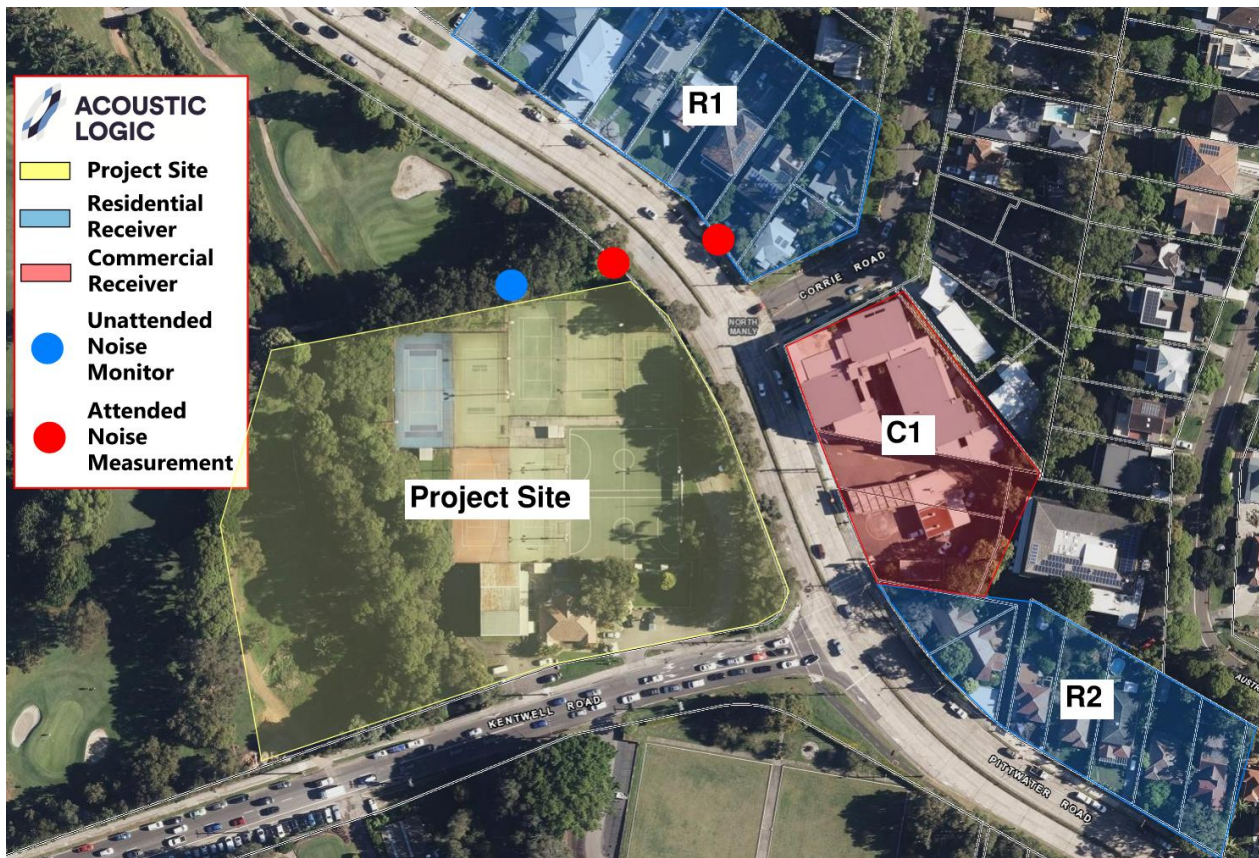 ACOUSTIC
LOGIC
Project Site
Residential
Receiver
Commercial
Receiver
Unattended
Noise
Monitor
Attended
Noise
Measurement
R1
CORRIE ROAD
NORTH
MANLY
C1
Project Site
R2
KENTWELL ROAD
PITTWATER ROAD